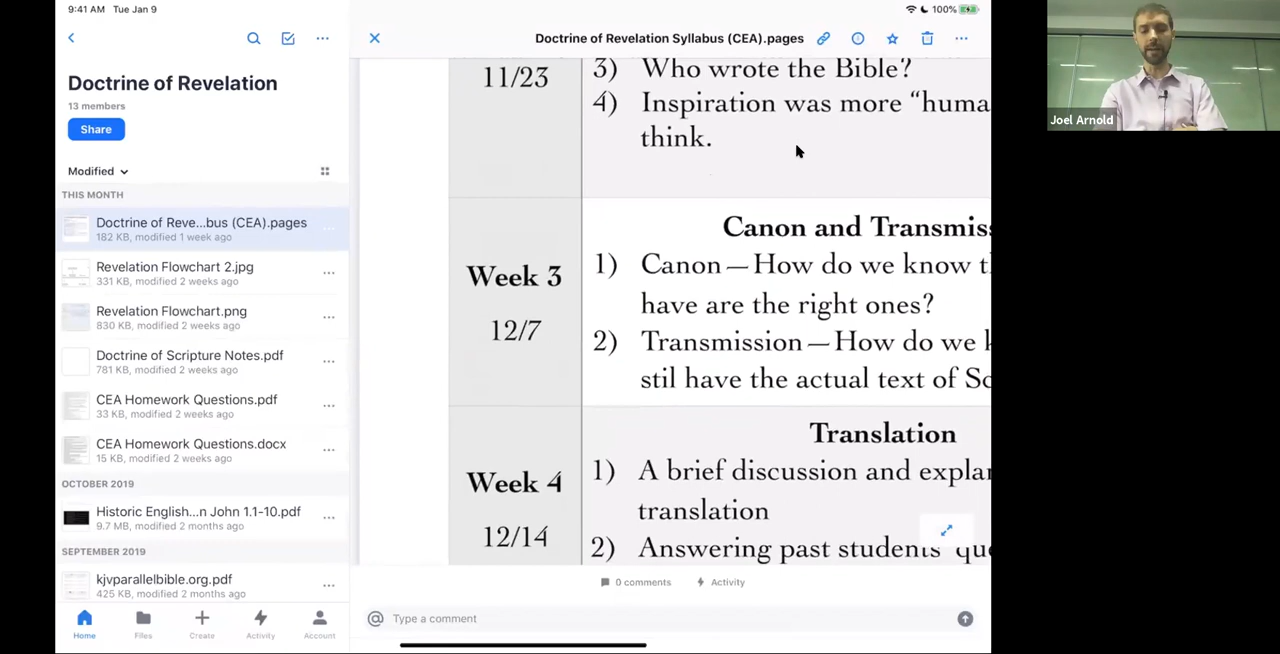 9:41 AM Tue Jan 9
100%
Doctrine of Revelation
13 members
Share
Modified
THIS MONTH
Doctrine of Reve...bus (CEA).pages
182 KB, modified 1 week ago
Revelation Flowchart 2.jpg
331 KB, modified 2 weeks ago
Revelation Flowchart.png
830 KB, modified 2 weeks ago
Doctrine of Scripture Notes.pdf
781 KB, modified 2 weeks ago
CEA Homework Questions.pdf
33 KB, modified 2 weeks ago
CEA Homework Questions.docx
15 KB, modified 2 weeks ago
OCTOBER 2019
Historic English...n John 1.1-10.pdf
9.7 MB, modified 2 months ago
SEPTEMBER 2019
kjvparallelbible.org.pdf
425 KB, modified 2 months ago
Home Files Create Activity Account
Doctrine of Revelation Syllabus (CEA).pages
11/23
3) Who wrote the Bible?
4) Inspiration was more “huma
think.
Week 3
12/7
Canon and Transmis
1) Canon—How do we know t
have are the right ones?
2) Transmission—How do we k
stil have the actual text of Sc
Week 4
12/14
Translation
1) A brief discussion and expla
translation
2) Answering past students' qu
0 comments Activity
@ Type a comment
Joel Arnold